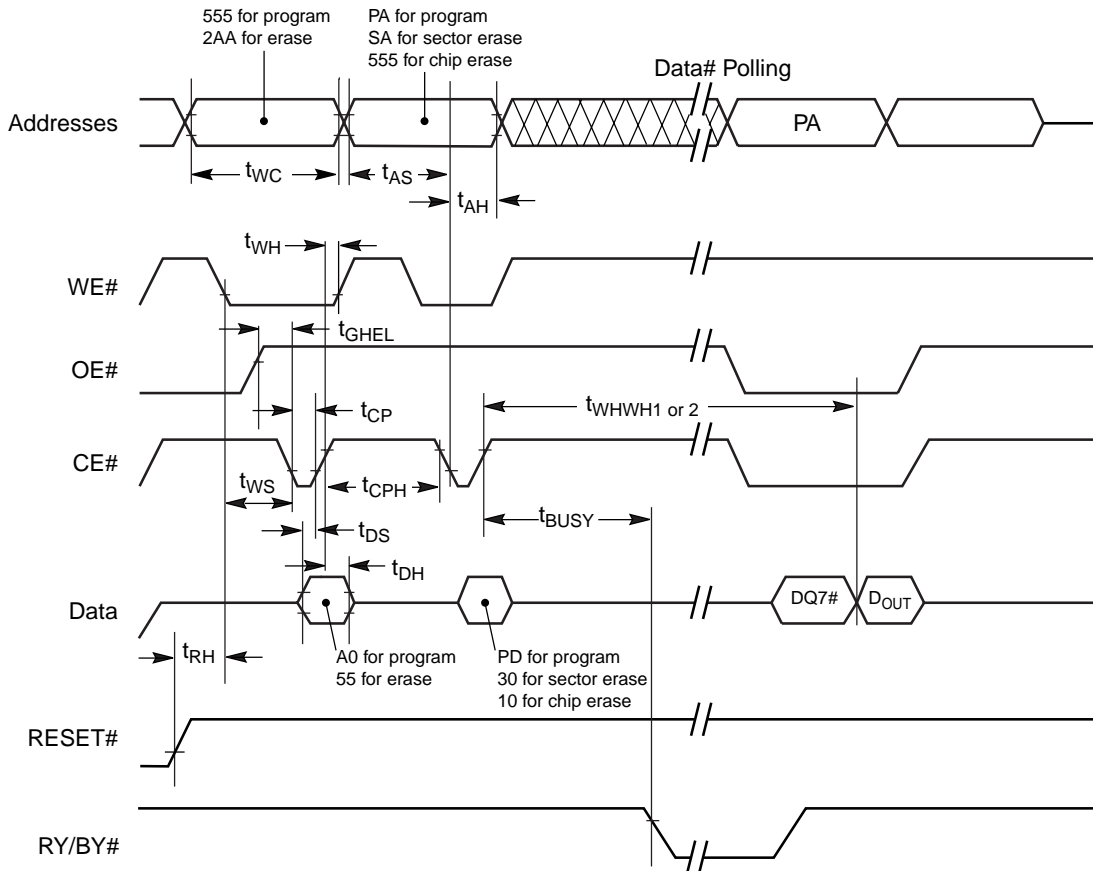 555 for program
2AA for erase
PA for program
SA for sector erase
555 for chip erase
Data# Polling
Addresses
PA
tWC
tAS
tAH
tWH
WE#
tGHEL
OE#
tCP
tWHWH1 or 2
CE#
tWS
tCPH
tBUSY
tDS
tDH
Data
DQ7#
DOUT
tRH
A0 for program
55 for erase
PD for program
30 for sector erase
10 for chip erase
RESET#
RY/BY#